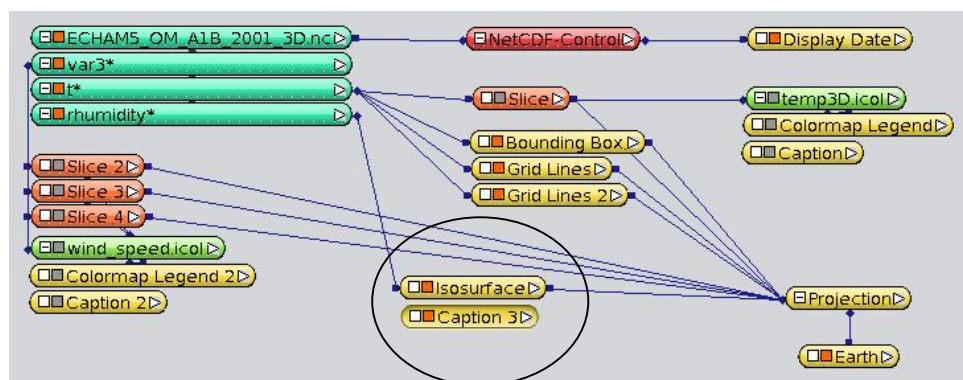 ECHAM5_OM_A1B_2001_3D.nc
NetCDF-Control
Display Date
var3*
t*
Slice
temp3D.icol
rhumidity*
Colormap Legend
Bounding Box
Caption
Slice 2
Grid Lines
Slice 3
Grid Lines 2
Slice 4
wind_speed.icol
Colormap Legend 2
Isosurface
Projection
Caption 2
Caption 3
Earth